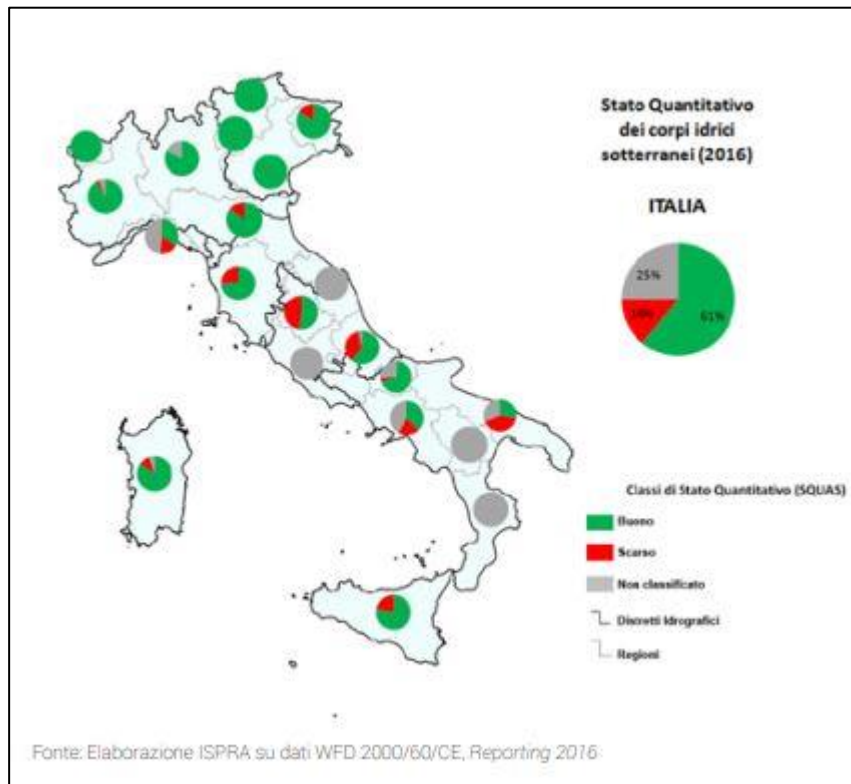 Stato Quantitativo
dei corpi idrici
sotterranei (2016)
ITALIA
25%
14%
61%
Classi di Stato Quantitativo (SQUAS)
Buono
Scarso
Non classificato
Distretti Idrografici
Regioni
Fonte: Elaborazione ISPRA su dati WFD 2000/60/CE, Reporting 2016